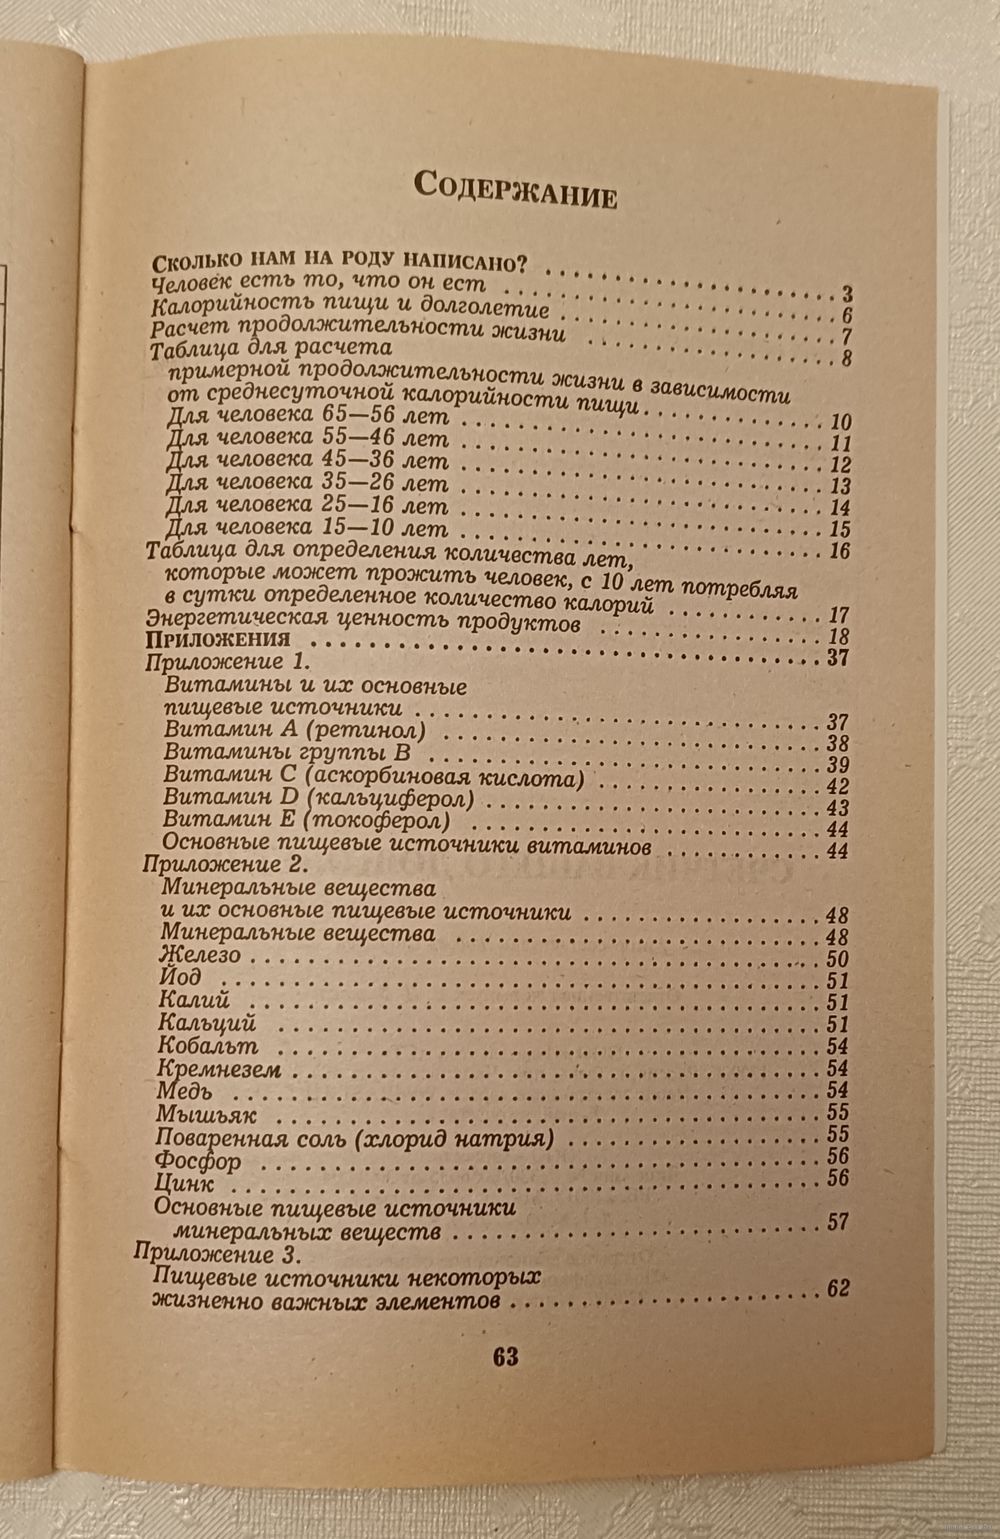 Содержание
Сколько нам на роду написано? . . . . . . . . . . . . . . . . . . . . 3
Человек есть то, что он ест . . . . . . . . . . . . . . . . . . . . 6
Калорийность пищи и долголетие . . . . . . . . . . . . . . . . . . . . 7
Расчет продолжительности жизни . . . . . . . . . . . . . . . . . . . . 8
Таблица для расчета
примерной продолжительности жизни в зависимости
от среднесуточной калорийности пищи . . . . . . . . . . 10
Для человека 65—56 лет . . . . . . . . . . . . . . . . . . . . 11
Для человека 55—46 лет . . . . . . . . . . . . . . . . . . . . 12
Для человека 45—36 лет . . . . . . . . . . . . . . . . . . . . 13
Для человека 35—26 лет . . . . . . . . . . . . . . . . . . . . 14
Для человека 25—16 лет . . . . . . . . . . . . . . . . . . . . 15
Для человека 15—10 лет . . . . . . . . . . . . . . . . . . . . 16
Таблица для определения количества лет,
которые может прожить человек, с 10 лет потребляя
в сутки определенное количество калорий . . . . . . . . . . 17
Энергетическая ценность продуктов . . . . . . . . . . . . . . . 18
Приложения . . . . . . . . . . . . . . . . . . . . . . . . . 37
Приложение 1.
Витамины и их основные
пищевые источники . . . . . . . . . . . . . . . . . . . . 37
Витамин A (ретинол) . . . . . . . . . . . . . . . . . . . . 38
Витамины группы B . . . . . . . . . . . . . . . . . . . . 39
Витамин C (аскорбиновая кислота) . . . . . . . . . . . . . 42
Витамин D (кальциферол) . . . . . . . . . . . . . . . . . . 43
Витамин E (токоферол) . . . . . . . . . . . . . . . . . . 44
Основные пищевые источники витаминов . . . . . . . . . . 44
Приложение 2.
Минеральные вещества
и их основные пищевые источники . . . . . . . . . . . . . 48
Минеральные вещества . . . . . . . . . . . . . . . . . . . 48
Железо . . . . . . . . . . . . . . . . . . . . . . . . . 50
Йод . . . . . . . . . . . . . . . . . . . . . . . . . 51
Калий . . . . . . . . . . . . . . . . . . . . . . . . . 51
Кальций . . . . . . . . . . . . . . . . . . . . . . . . . 51
Кобальт . . . . . . . . . . . . . . . . . . . . . . . . . 54
Кремнезем . . . . . . . . . . . . . . . . . . . . . . . . . 54
Медь . . . . . . . . . . . . . . . . . . . . . . . . . 54
Мышьяк . . . . . . . . . . . . . . . . . . . . . . . . . 55
Поваренная соль (хлорид натрия) . . . . . . . . . . . . . 55
Фосфор . . . . . . . . . . . . . . . . . . . . . . . . . 56
Цинк . . . . . . . . . . . . . . . . . . . . . . . . . 56
Основные пищевые источники
минеральных веществ . . . . . . . . . . . . . . . . . . . 57
Приложение 3.
Пищевые источники некоторых
жизненно важных элементов . . . . . . . . . . . . . . . . 62
63